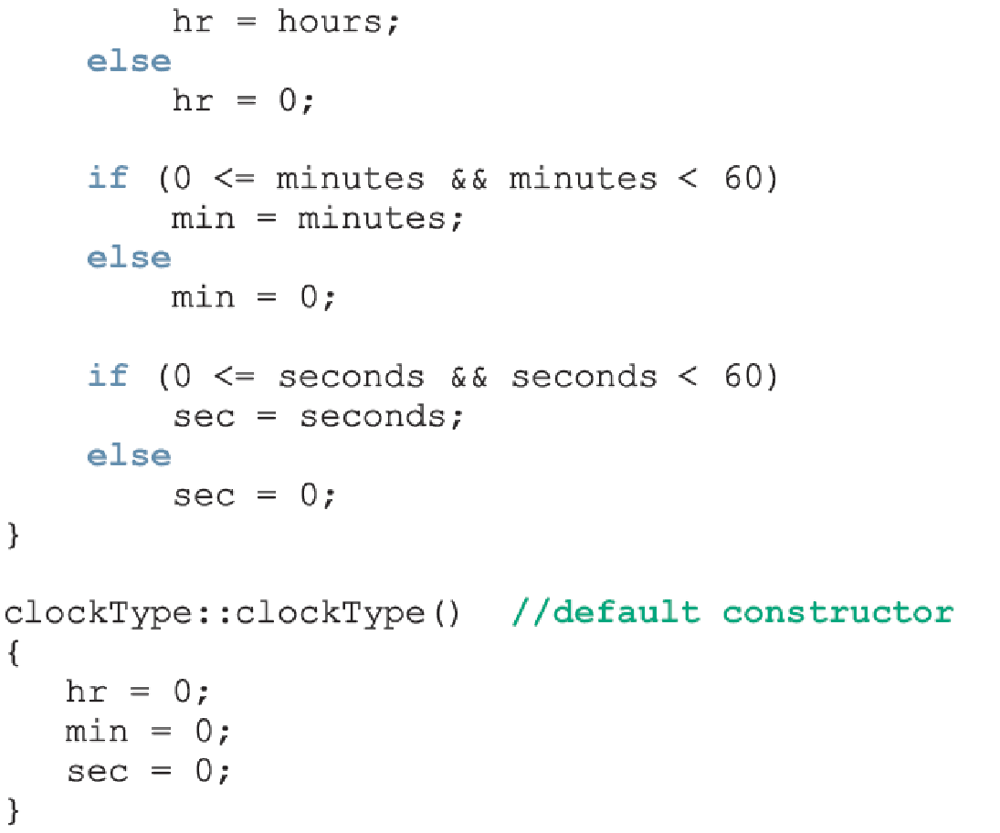 hr = hours;
else
hr = 0;
if (0 <= minutes && minutes < 60)
min = minutes;
else
min = 0;
if (0 <= seconds && seconds < 60)
sec = seconds;
else
sec = 0;
}
clockType::clockType() //default constructor
{
hr = 0;
min = 0;
sec = 0;
}